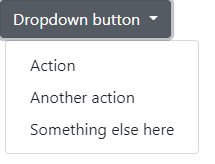 Dropdown button
Action
Another action
Something else here